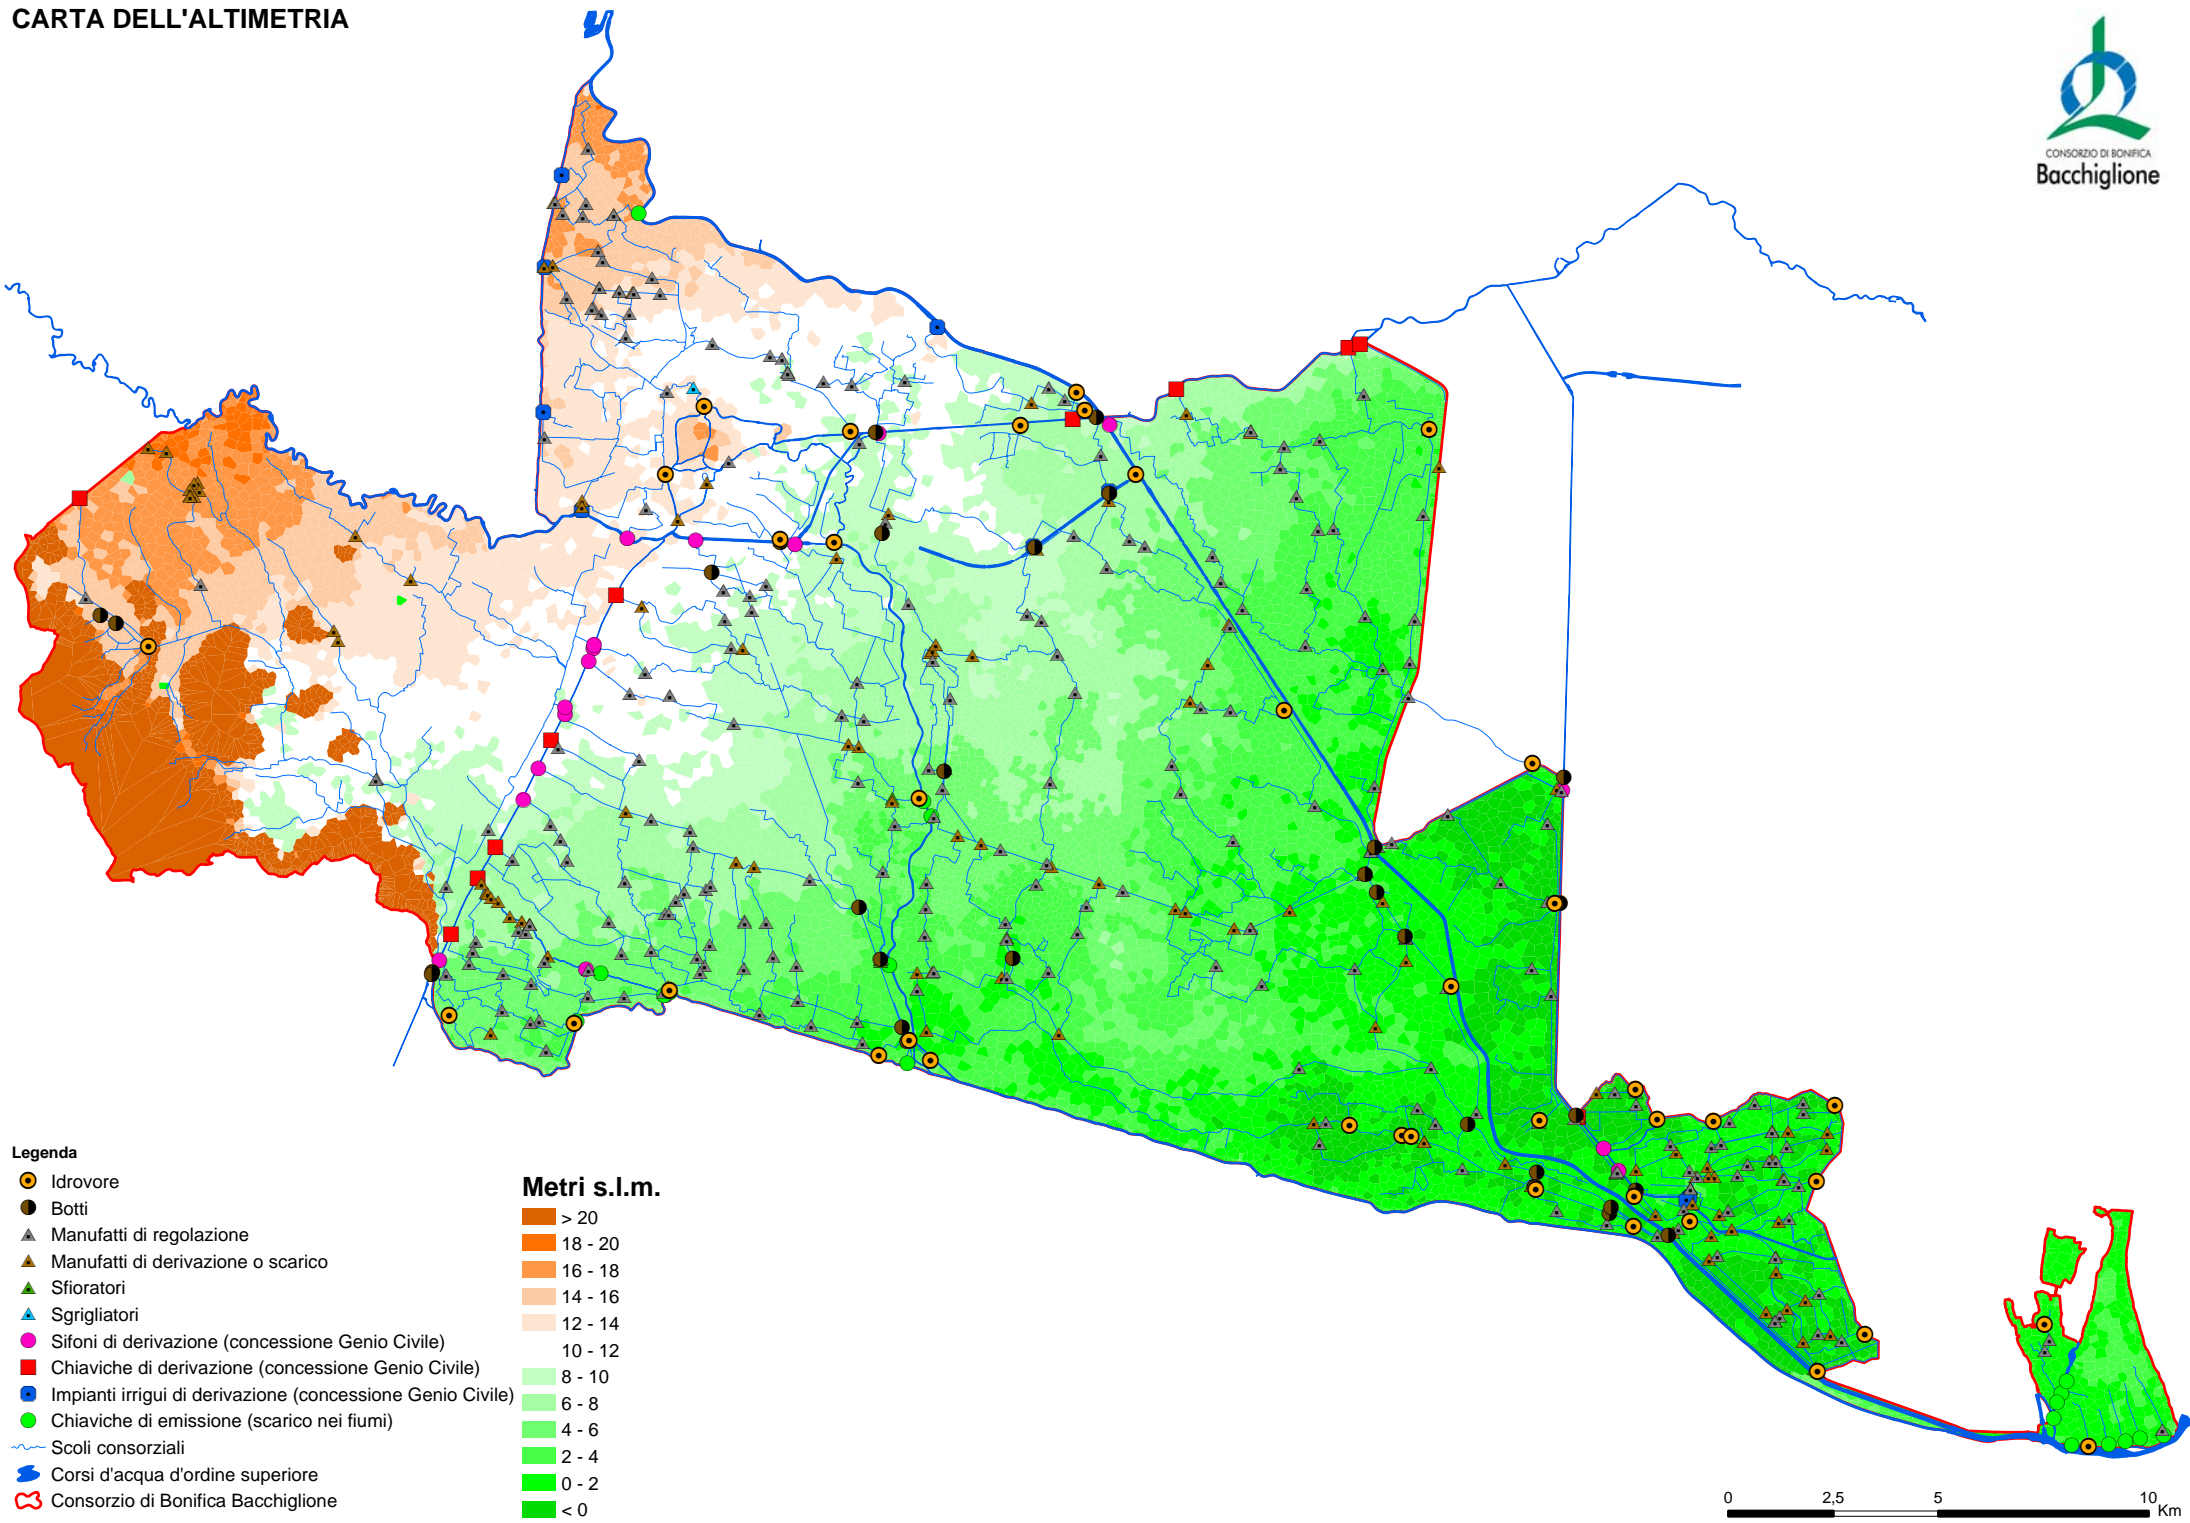 CARTA DELL'ALTIMETRIA
CONSORZIO DI BONIFICA
Bacchiglione
Legenda
Idrovore
Botti
Manufatti di regolazione
Manufatti di derivazione o scarico
Sfioratori
Sgrigliatori
Sifoni di derivazione (concessione Genio Civile)
Chiaviche di derivazione (concessione Genio Civile)
Impianti irrigui di derivazione (concessione Genio Civile)
Chiaviche di emissione (scarico nei fiumi)
Scoli consorziali
Corsi d'acqua d'ordine superiore
Consorzio di Bonifica Bacchiglione
Metri s.l.m.
> 20
18 - 20
16 - 18
14 - 16
12 - 14
10 - 12
8 - 10
6 - 8
4 - 6
2 - 4
0 - 2
< 0
0 2,5 5 10
Km